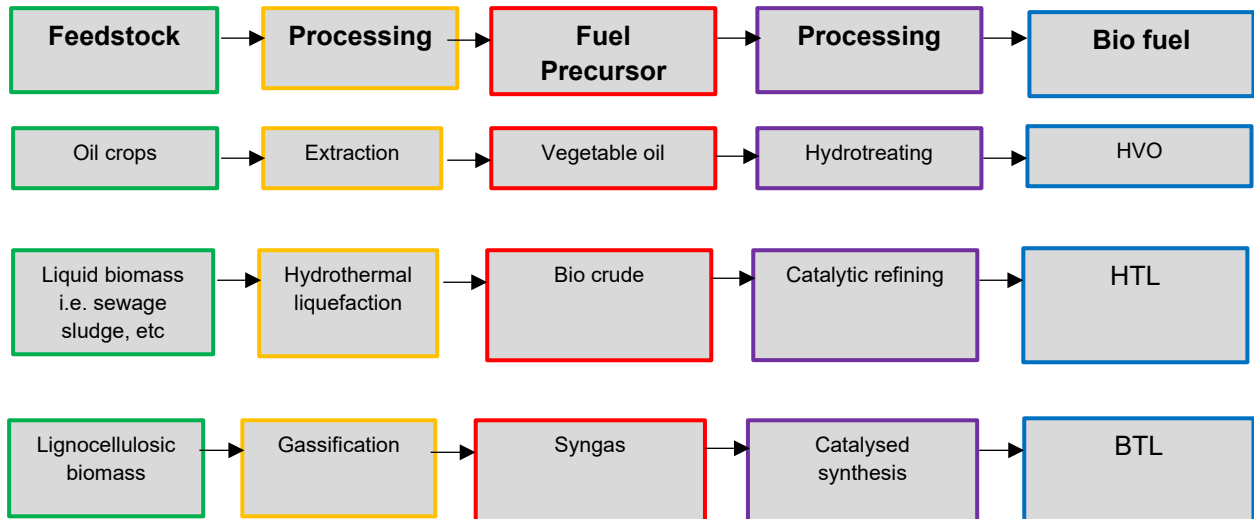 Feedstock
Processing
Fuel
Precursor
Processing
Bio fuel
Oil crops
Extraction
Vegetable oil
Hydrotreating
HVO
Liquid biomass
i.e. sewage
sludge, etc
Hydrothermal
liquefaction
Bio crude
Catalytic refining
HTL
Lignocellulosic
biomass
Gassification
Syngas
Catalysed
synthesis
BTL